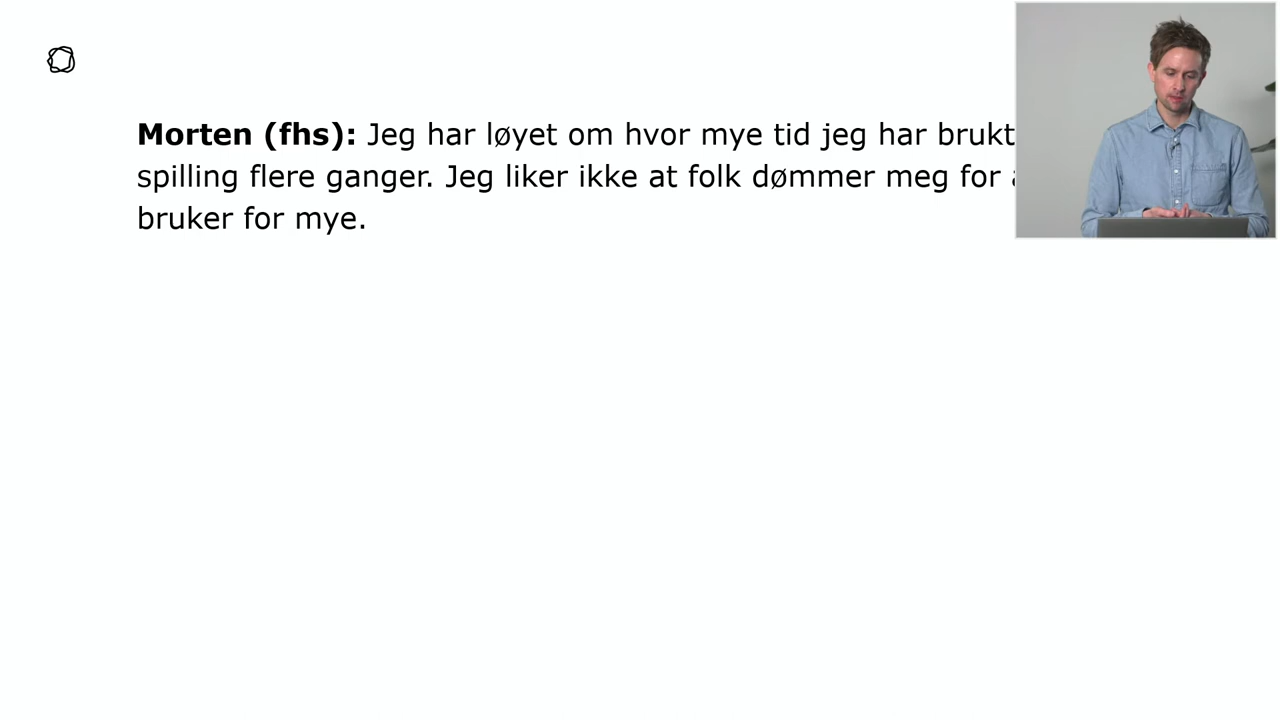 Morten (fhs): Jeg har løyet om hvor mye tid jeg har brukt
spilling flere ganger. Jeg liker ikke at folk dømmer meg for
bruker for mye.